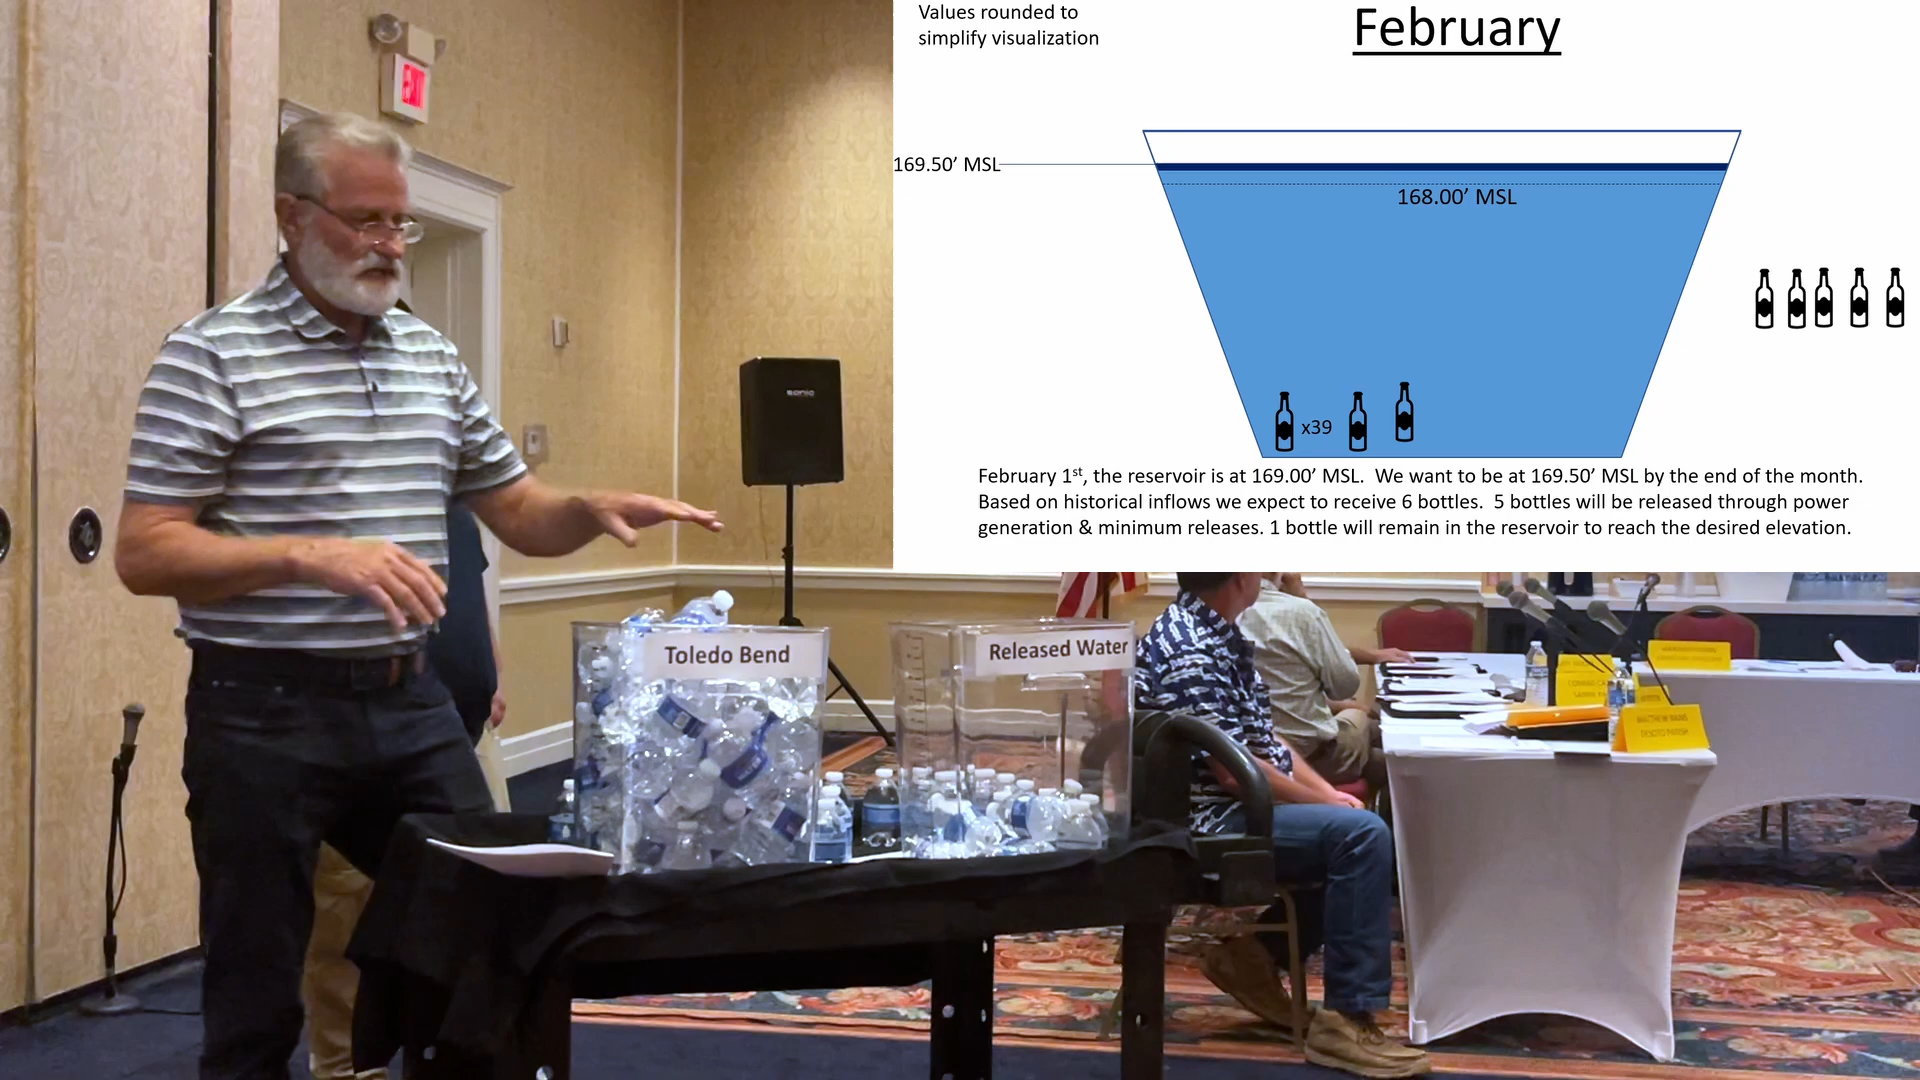 Values rounded to
simplify visualization
February
169.50’ MSL
168.00’ MSL
x39
February 1st, the reservoir is at 169.00’ MSL. We want to be at 169.50’ MSL by the end of the month.
Based on historical inflows we expect to receive 6 bottles. 5 bottles will be released through power
generation & minimum releases. 1 bottle will remain in the reservoir to reach the desired elevation.
EXIT
Toledo Bend
Released Water
DESOTO PARISH